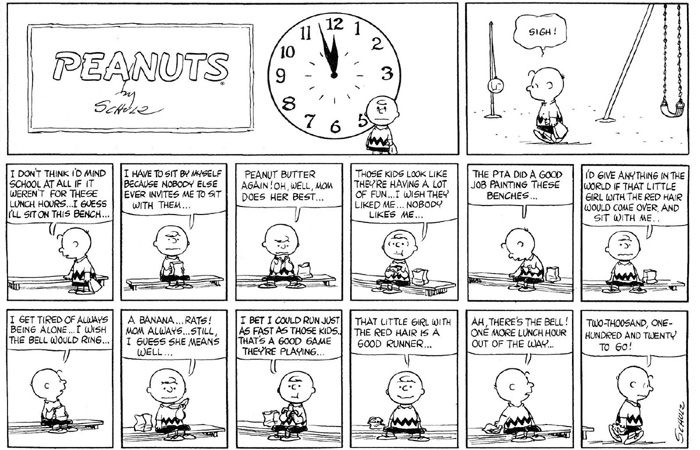 PEANUTS
by
SCHULZ
12
1
2
3
4
5
6
7
8
9
10
11
SIGH!
I DON'T THINK I'D MIND
SCHOOL AT ALL IF IT
WEREN'T FOR THESE
LUNCH HOURS...I GUESS
I'LL SIT ON THIS BENCH...
I HAVE TO SIT BY MYSELF
BECAUSE NOBODY ELSE
EVER INVITES ME TO SIT
WITH THEM...
PEANUT BUTTER
AGAIN! OH, WELL, MOM
DOES HER BEST...
THOSE KIDS LOOK LIKE
THEY'RE HAVING A LOT
OF FUN...I WISH THEY
LIKED ME...NOBODY
LIKES ME...
THE PTA DID A GOOD
JOB PAINTING THESE
BENCHES...
I'D GIVE ANYTHING IN THE
WORLD IF THAT LITTLE
GIRL WITH THE RED HAIR
WOULD COME OVER, AND
SIT WITH ME..
I GET TIRED OF ALWAYS
BEING ALONE...I WISH
THE BELL WOULD RING...
A BANANA...RATS!
MOM ALWAYS...STILL,
I GUESS SHE MEANS
WELL...
I BET I COULD RUN JUST
AS FAST AS THOSE KIDS..
THAT'S A GOOD GAME
THEY'RE PLAYING...
THAT LITTLE GIRL WITH
THE RED HAIR IS A
GOOD RUNNER...
AH, THERE'S THE BELL!
ONE MORE LUNCH HOUR
OUT OF THE WAY...
TWO-THOUSAND, ONE-
HUNDRED AND TWENTY
TO GO!
SCHULZ